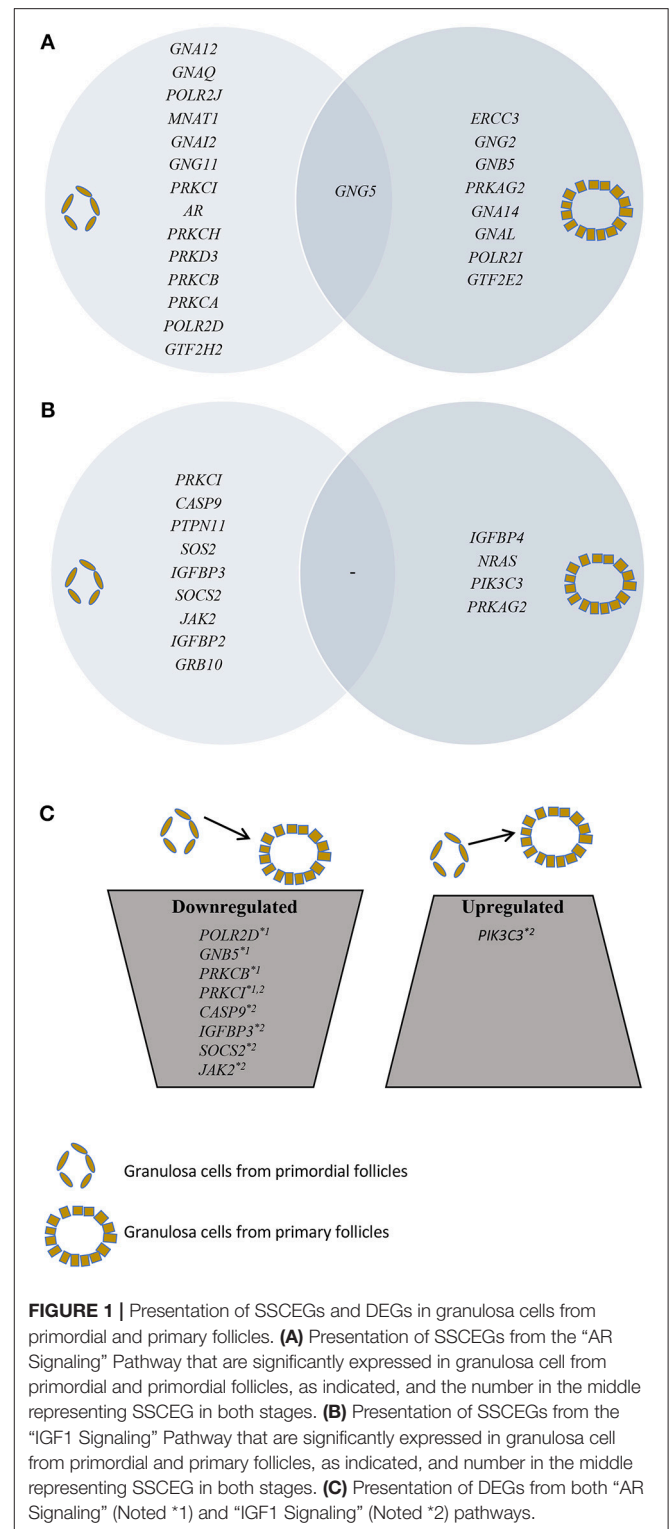 A
GNA12
GNAQ
POLR2J
MNAT1
GNAI2
GNG11
PRKCI
AR
PRKCH
PRKD3
PRKCB
PRKCA
POLR2D
GTF2H2
GNG5
ERCC3
GNG2
GNB5
PRKAG2
GNA14
GNAL
POLR2I
GTF2E2
B
PRKCI
CASP9
PTPN11
SOS2
IGFBP3
SOCS2
JAK2
IGFBP2
GRB10
-
IGFBP4
NRAS
PIK3C3
PRKAG2
C
Downregulated
POLR2D*1
GNB5*1
PRKCB*1
PRKCI*1,2
CASP9*2
IGFBP3*2
SOCS2*2
JAK2*2
Upregulated
PIK3C3*2
Granulosa cells from primordial follicles
Granulosa cells from primary follicles
FIGURE 1 | Presentation of SSCEGs and DEGs in granulosa cells from
primordial and primary follicles. (A) Presentation of SSCEGs from the “AR
Signaling” Pathway that are significantly expressed in granulosa cell from
primordial and primordial follicles, as indicated, and the number in the middle
representing SSCEG in both stages. (B) Presentation of SSCEGs from the
“IGF1 Signaling” Pathway that are significantly expressed in granulosa cell
from primordial and primary follicles, as indicated, and number in the middle
representing SSCEG in both stages. (C) Presentation of DEGs from both “AR
Signaling” (Noted *1) and “IGF1 Signaling” (Noted *2) pathways.